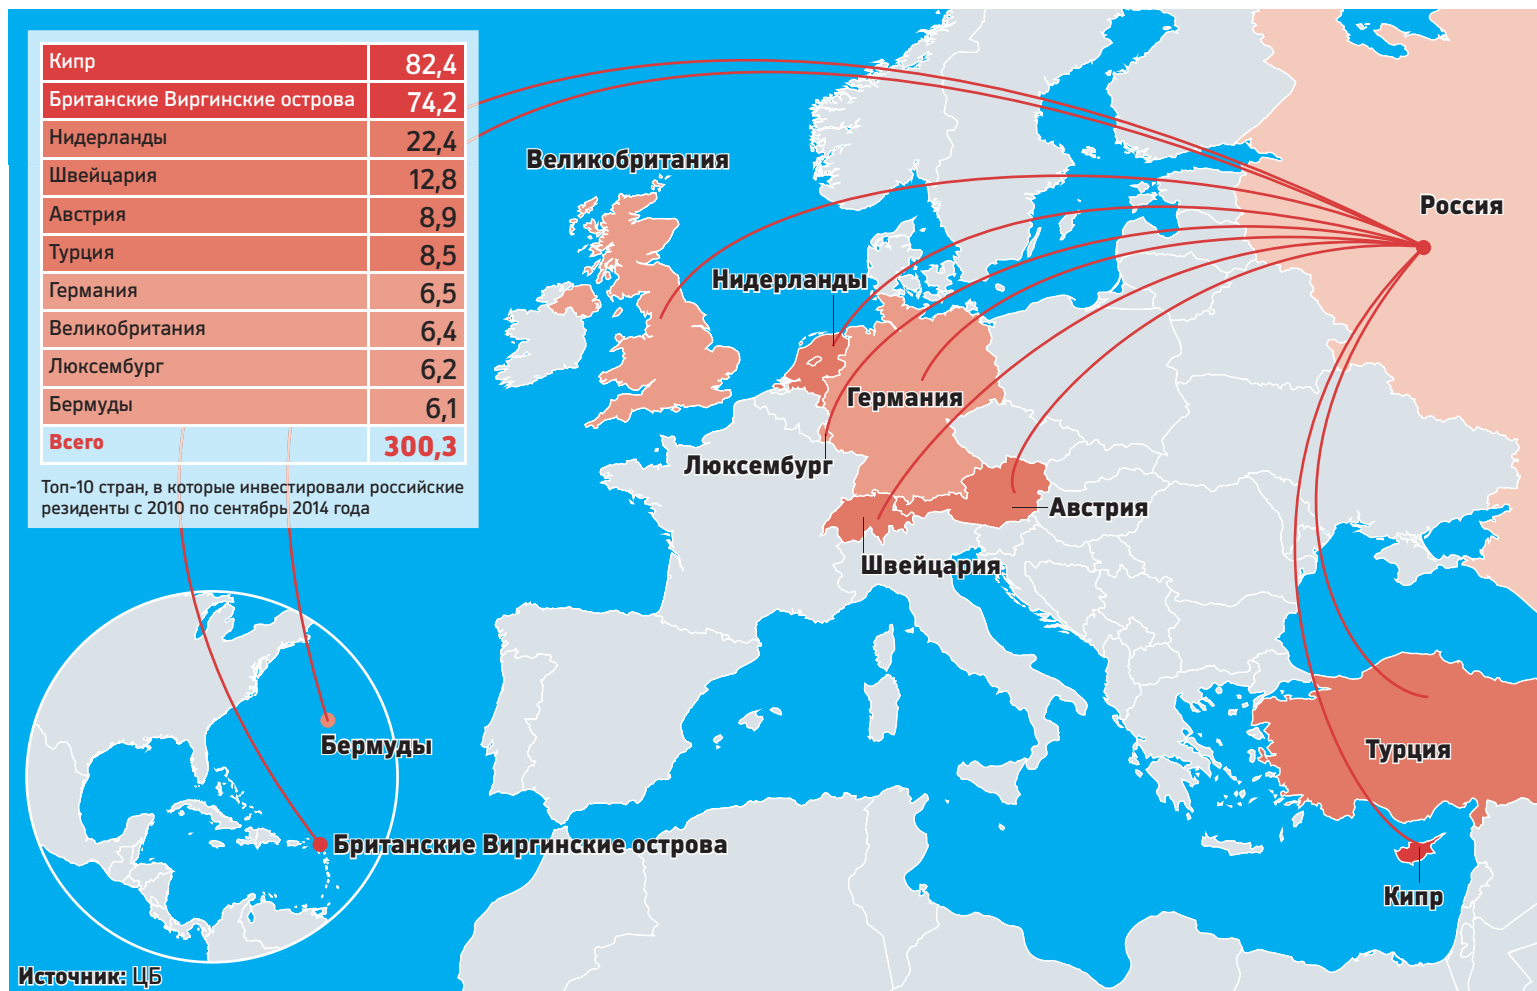 Кипр 82,4
Британские Виргинские острова 74,2
Нидерланды 22,4
Швейцария 12,8
Австрия 8,9
Турция 8,5
Германия 6,5
Великобритания 6,4
Люксембург 6,2
Бермуды 6,1
Всего 300,3
Топ-10 стран, в которые инвестировали российские
резиденты с 2010 по сентябрь 2014 года
Великобритания
Россия
Нидерланды
Германия
Люксембург
Австрия
Швейцария
Бермуды
Турция
Британские Виргинские острова
Кипр
Источник: ЦБ